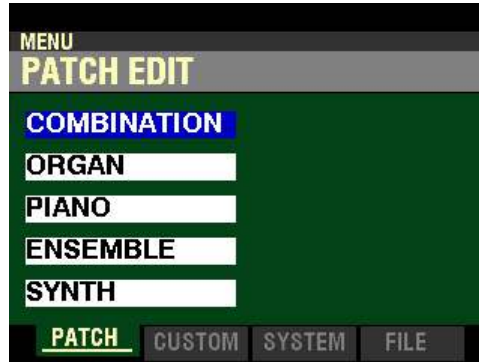 MENU
PATCH EDIT
COMBINATION
ORGAN
PIANO
ENSEMBLE
SYNTH
PATCH CUSTOM SYSTEM FILE